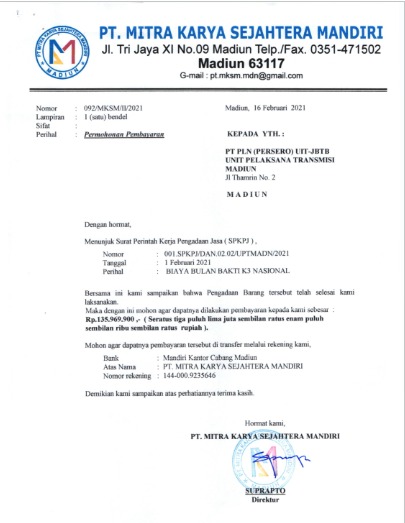 PT. MITRA KARYA SEJAHTERA MANDIRI
Jl. Tri Jaya XI No.09 Madiun Telp./Fax. 0351-471502
Madiun 63117
G-mail : pt.mksm.mdn@gmail.com
Nomor : 092/MKSM/II/2021
Madiun, 16 Februari 2021
Lampiran : 1 (satu) bendel
Sifat :
Perihal : Permohonan Pembayaran
KEPADA YTH. :
PT PLN (PERSERO) UIT-JBTB
UNIT PELAKSANA TRANSMISI
MADIUN
Jl Thamrin No. 2
M A D I U N
Dengan hormat,
Menunjuk Surat Perintah Kerja Pengadaan Jasa ( SPKPJ ) ,
Nomor : 001.SPKPJ/DAN.02.02/UPTMADN/2021
Tanggal : 1 Februari 2021
Perihal : BIAYA BULAN BAKTI K3 NASIONAL
Bersama ini kami sampaikan bahwa Pengadaan Barang tersebut telah selesai kami
laksanakan.
Maka dengan ini mohon agar dapatnya dilakukan pembayaran kepada kami sebesar :
Rp.135.969.900 ,- ( Seratus tiga puluh lima juta sembilan ratus enam puluh
sembilan ribu sembilan ratus rupiah ).
Mohon agar dapatnya pembayaran tersebut di transfer melalui rekening kami,
Bank : Mandiri Kantor Cabang Madiun
Atas Nama : PT. MITRA KARYA SEJAHTERA MANDIRI
Nomor rekening : 144-000.9235646
Demikian kami sampaikan atas perhatiannya terima kasih.
Hormat kami,
PT. MITRA KARYA SEJAHTERA MANDIRI
SUPRAPTO
Direktur